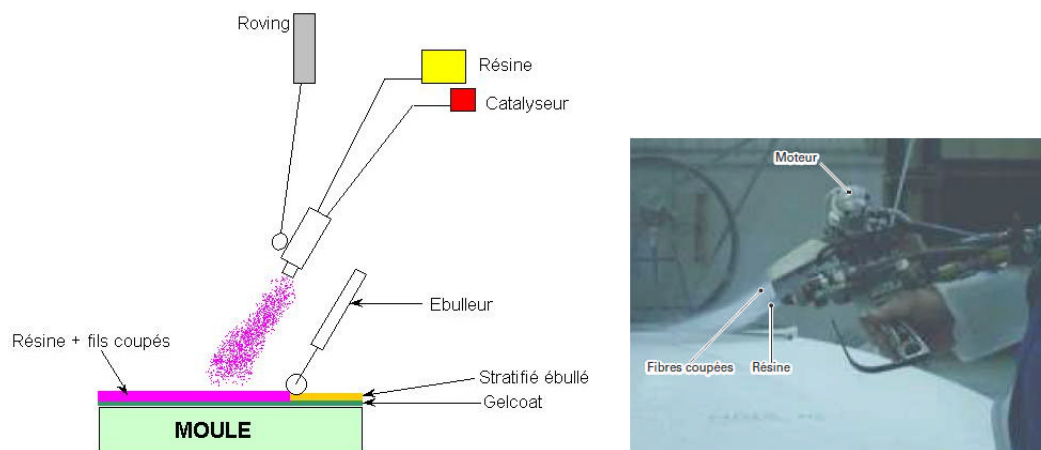 Roving
Résine
Catalyseur
Ebulleur
Résine + fils coupés
Stratifié ébullé
Gelcoat
MOULE
Moteur
Fibres coupées
Résine